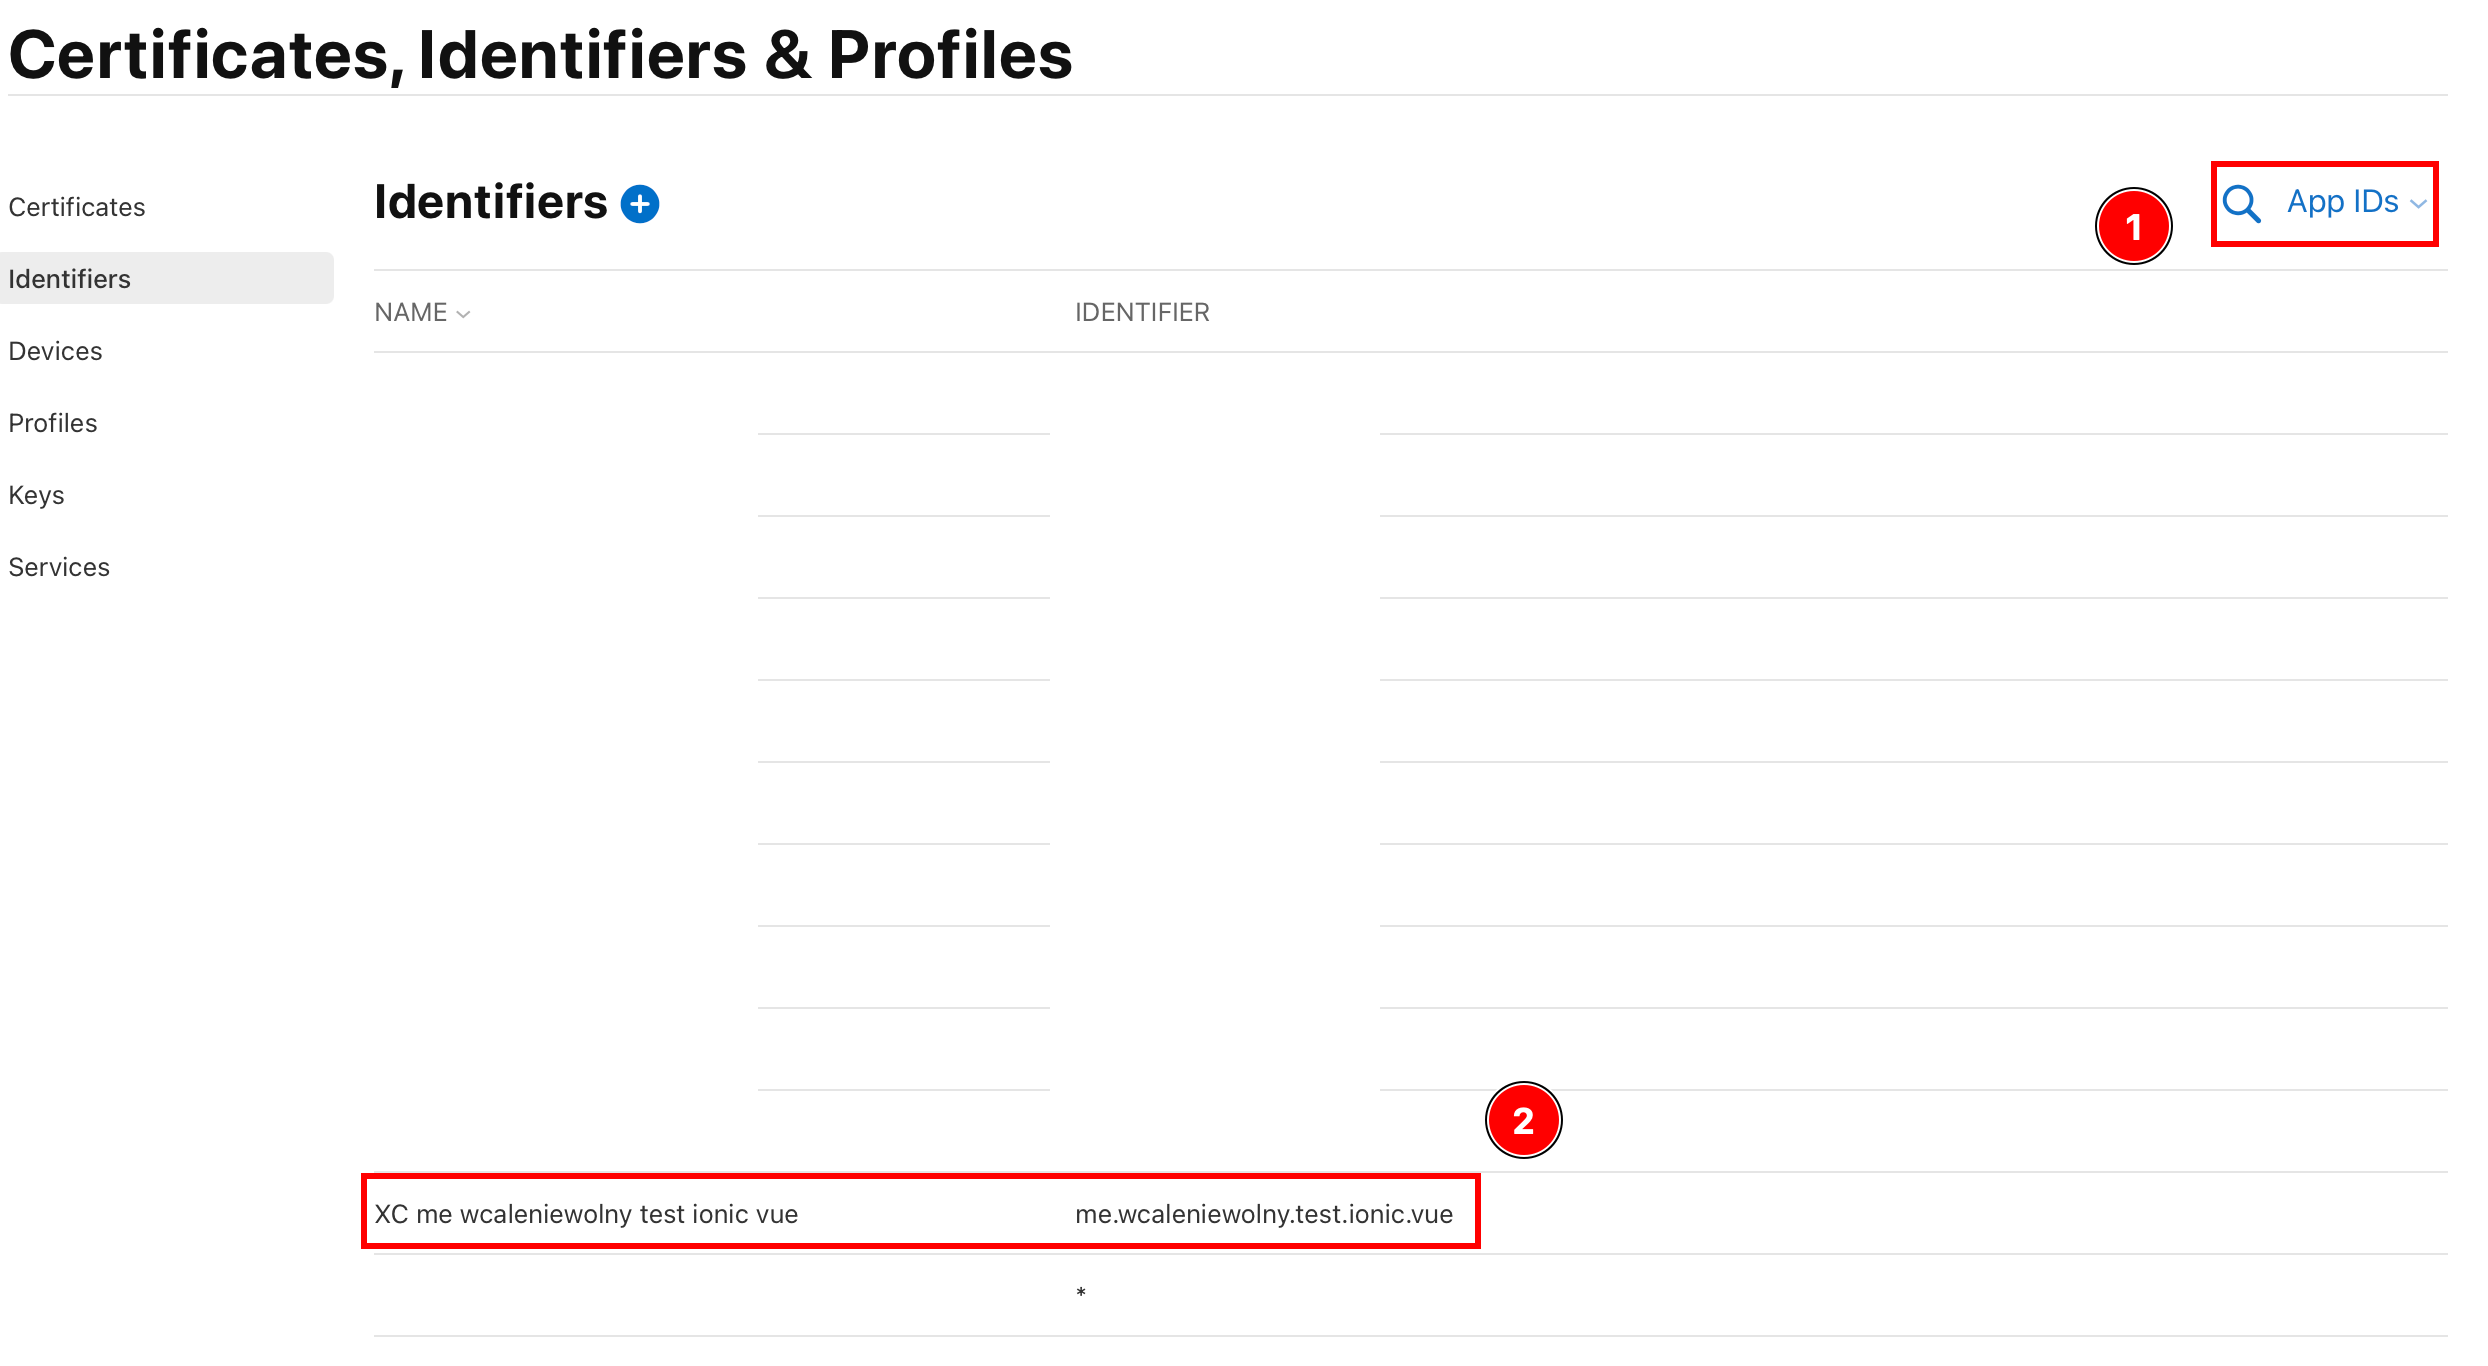 Certificates, Identifiers & Profiles
Certificates
Identifiers
Devices
Profiles
Keys
Services
Identifiers
1
App IDs
NAME
IDENTIFIER
2
XC me wcaleniewolny test ionic vue
me.wcaleniewolny.test.ionic.vue
*